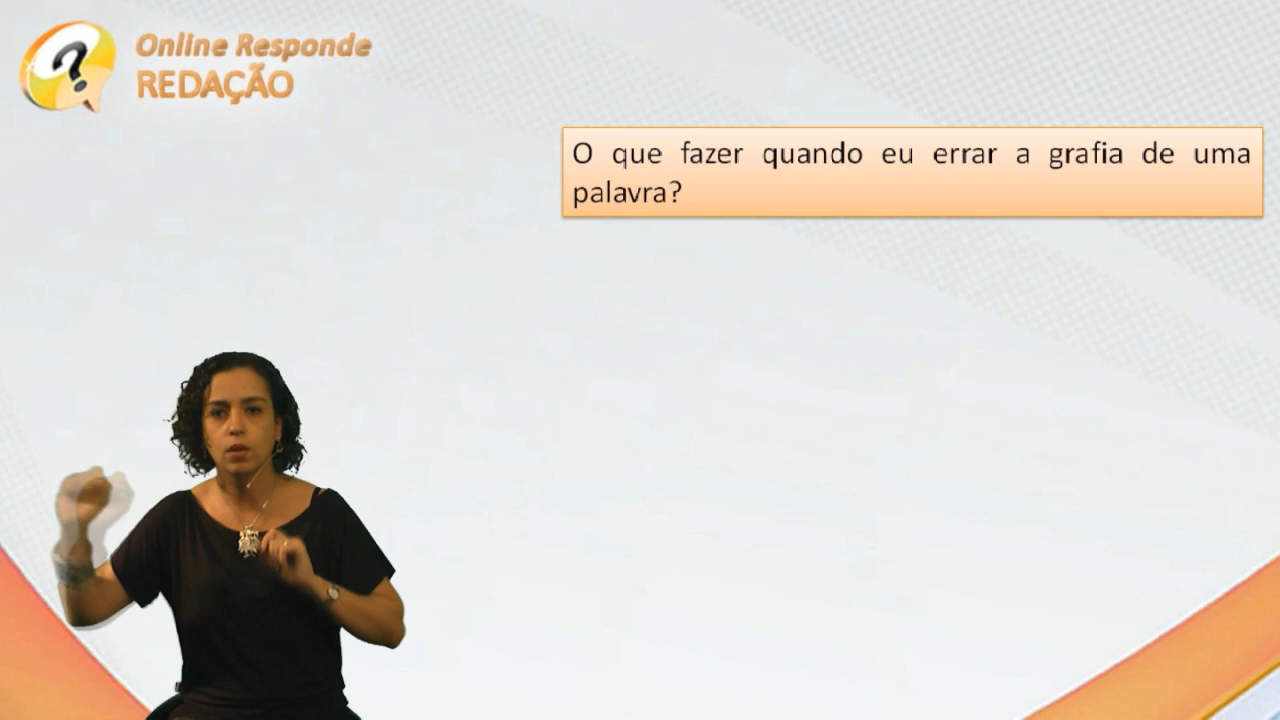 Online Responde
REDAÇÃO
O que fazer quando eu errar a grafia de uma
palavra?